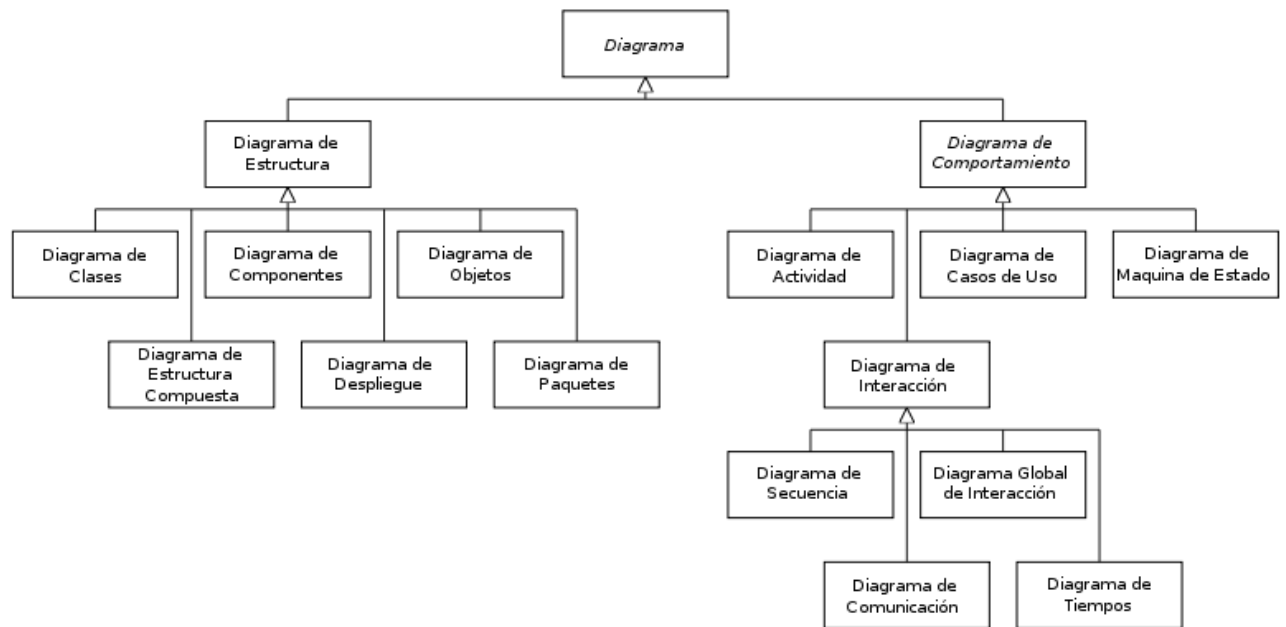 Diagrama
Diagrama de
Estructura
Diagrama de
Comportamiento
Diagrama de
Clases
Diagrama de
Componentes
Diagrama de
Objetos
Diagrama de
Actividad
Diagrama de
Casos de Uso
Diagrama de
Maquina de Estado
Diagrama de
Estructura
Compuesta
Diagrama de
Despliegue
Diagrama de
Paquetes
Diagrama de
Interacción
Diagrama de
Secuencia
Diagrama Global
de Interacción
Diagrama de
Comunicación
Diagrama de
Tiempos